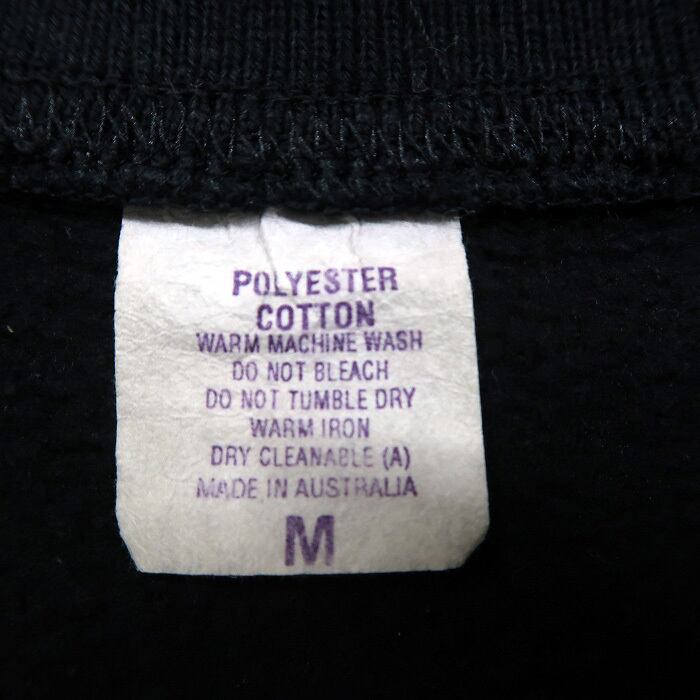 POLYESTER
COTTON
WARM MACHINE WASH
DO NOT BLEACH
DO NOT TUMBLE DRY
WARM IRON
DRY CLEANABLE (A)
MADE IN AUSTRALIA
M